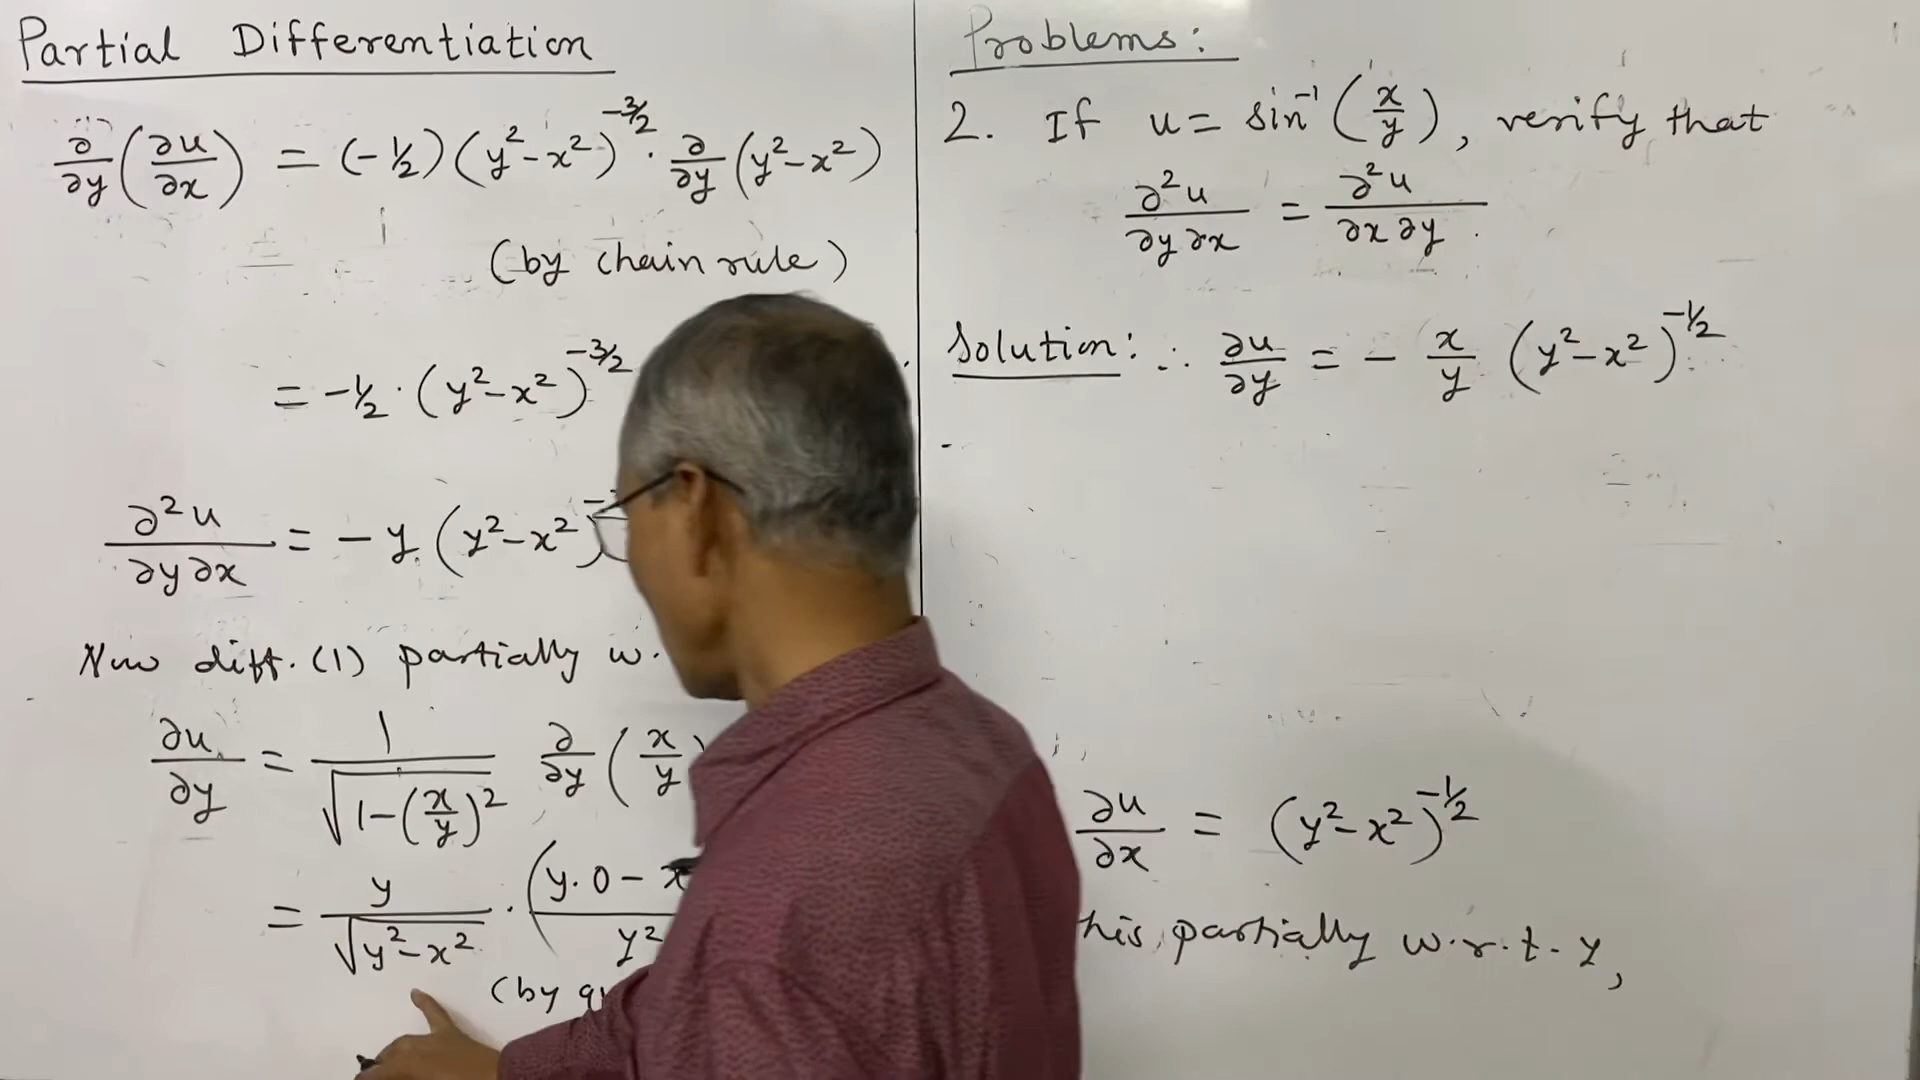 Partial Differentiation
∂/∂y (∂u/∂x) = (-½)(y²-x²)^(-3/2) · ∂/∂y (y²-x²)
(by chain rule)
= -½ · (y²-x²)^(-3/2)
∂²u/∂y∂x = -y. (y²-x²)
Now diff. (1) partially w.
∂u/∂y = 1/√(1-(x/y)²) ∂/∂y (x/y)
= y/√(y²-x²) · (y·0 - x / y²
(by qu
Problems:
2. If u = sin⁻¹(x/y), verify that
∂²u/∂y∂x = ∂²u/∂x∂y .
Solution: ∴ ∂u/∂y = - x/y (y²-x²)^(-1/2)
∂u/∂x = (y²-x²)^(-1/2)
his partially w.r.t. y,